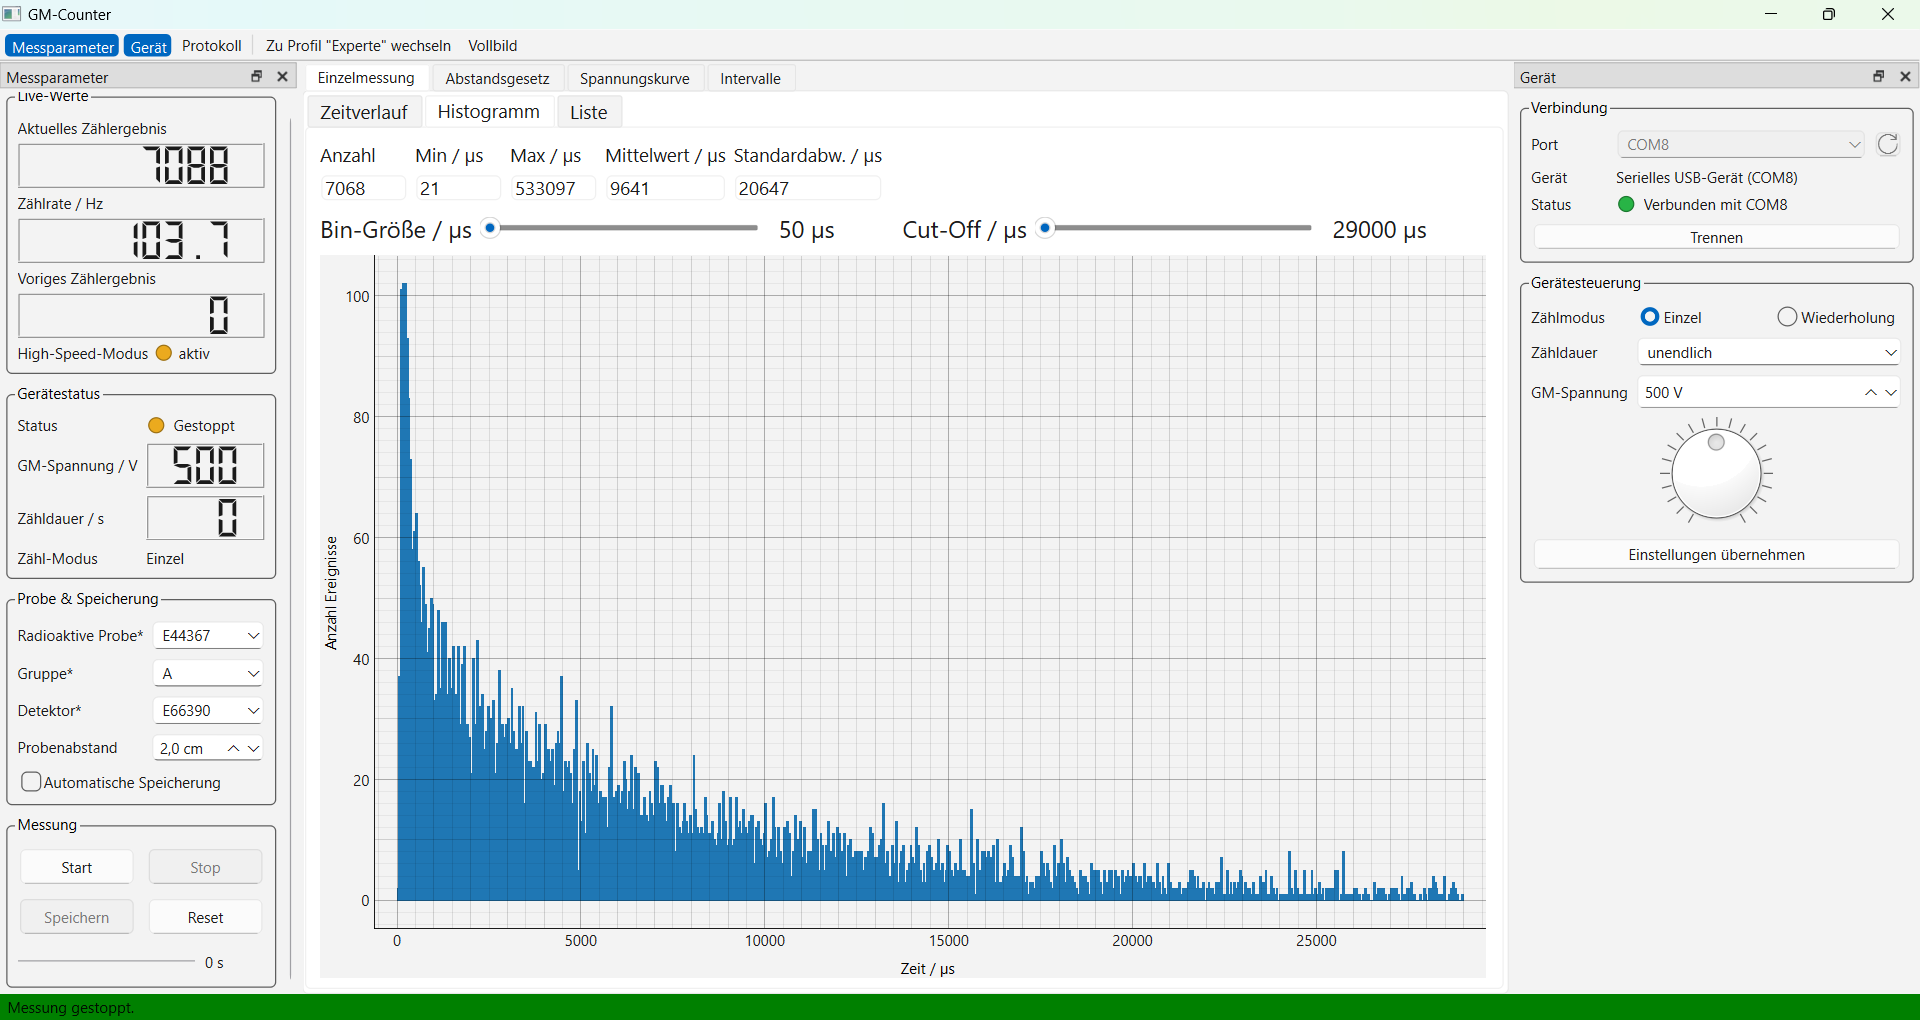 GM-Counter
Messparameter Gerät Protokoll Zu Profil "Experte" wechseln Vollbild
Messparameter
Live-Werte
Aktuelles Zählergebnis
7088
Zählrate / Hz
103.7
Voriges Zählergebnis
0
High-Speed-Modus aktiv
Gerätestatus
Status Gestoppt
GM-Spannung / V 500
Zähldauer / s 0
Zähl-Modus Einzel
Probe & Speicherung
Radioaktive Probe* E44367
Gruppe* A
Detektor* E66390
Probenabstand 2,0 cm
Automatische Speicherung
Messung
Start Stop
Speichern Reset
0 s
Einzelmessung Abstandsgesetz Spannungskurve Intervalle
Zeitverlauf Histogramm Liste
Anzahl Min / µs Max / µs Mittelwert / µs Standardabw. / µs
7068 21 533097 9641 20647
Bin-Größe / µs 50 µs Cut-Off / µs 29000 µs
Anzahl Ereignisse
100
80
60
40
20
0
0 5000 10000 15000 20000 25000
Zeit / µs
Gerät
Verbindung
Port COM8
Gerät Serielles USB-Gerät (COM8)
Status Verbunden mit COM8
Trennen
Gerätesteuerung
Zählmodus Einzel Wiederholung
Zähldauer unendlich
GM-Spannung 500 V
Einstellungen übernehmen
Messung gestoppt.